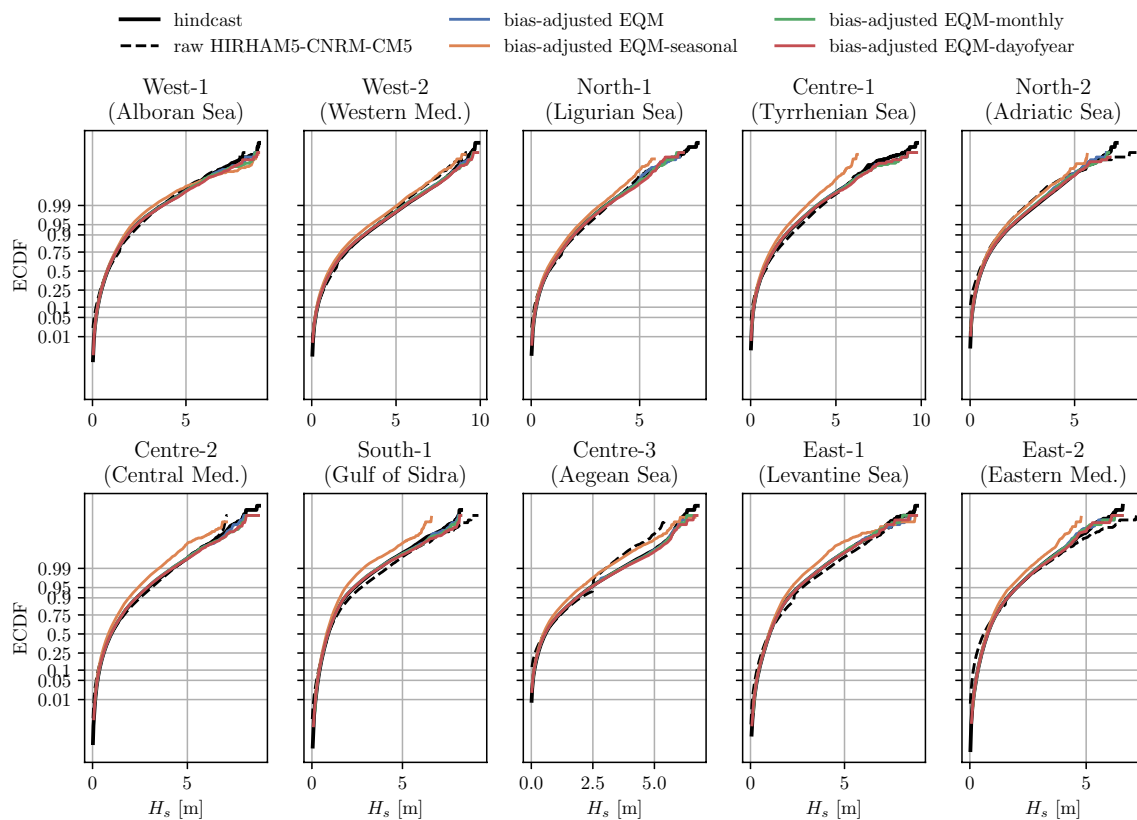 hindcast
raw HIRHAM5-CNRM-CM5
bias-adjusted EQM
bias-adjusted EQM-seasonal
bias-adjusted EQM-monthly
bias-adjusted EQM-dayofyear
West-1
(Alboran Sea)
West-2
(Western Med.)
North-1
(Ligurian Sea)
Centre-1
(Tyrrhenian Sea)
North-2
(Adriatic Sea)
ECDF
0.99
0.95
0.9
0.75
0.5
0.25
0.1
0.05
0.01
0 5
0 5 10
0 5
0 5 10
0 5
Centre-2
(Central Med.)
South-1
(Gulf of Sidra)
Centre-3
(Aegean Sea)
East-1
(Levantine Sea)
East-2
(Eastern Med.)
ECDF
0.99
0.95
0.9
0.75
0.5
0.25
0.1
0.05
0.01
0 5
0 5
0.0 2.5 5.0
0 5
0 5
H_s [m]
H_s [m]
H_s [m]
H_s [m]
H_s [m]